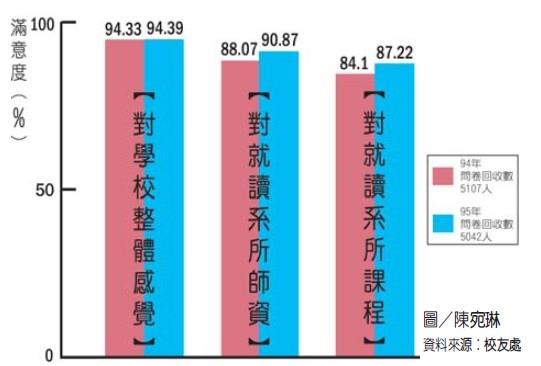 滿意度（%）
100
50
0
94.33 94.39
【對學校整體感覺】
88.07 90.87
【對就讀系所師資】
84.1 87.22
【對就讀系所課程】
94年
問卷回收數
5107人
95年
問卷回收數
5042人
圖／陳宛琳
資料來源：校友處